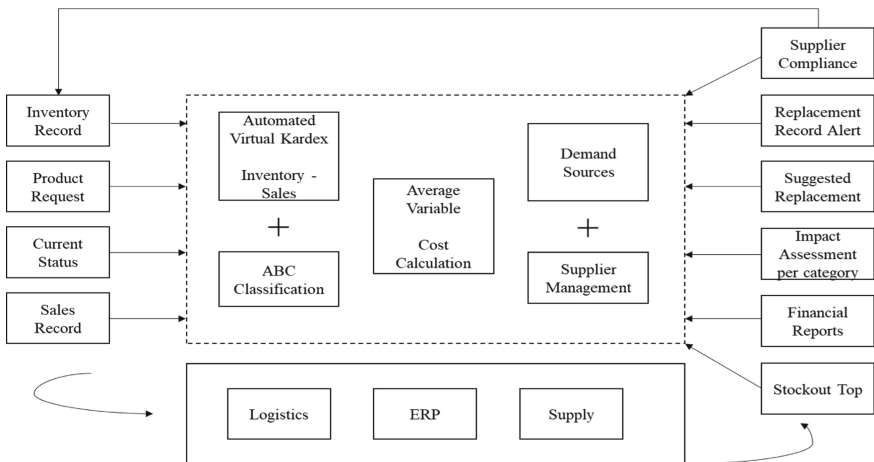 Supplier
Compliance
Inventory
Record
Automated
Virtual Kardex
Inventory -
Sales
Demand
Sources
Replacement
Record Alert
Product
Request
Average
Variable
Cost
Calculation
Suggested
Replacement
+
+
Current
Status
ABC
Classification
Supplier
Management
Impact
Assessment
per category
Sales
Record
Financial
Reports
Logistics
ERP
Supply
Stockout Top